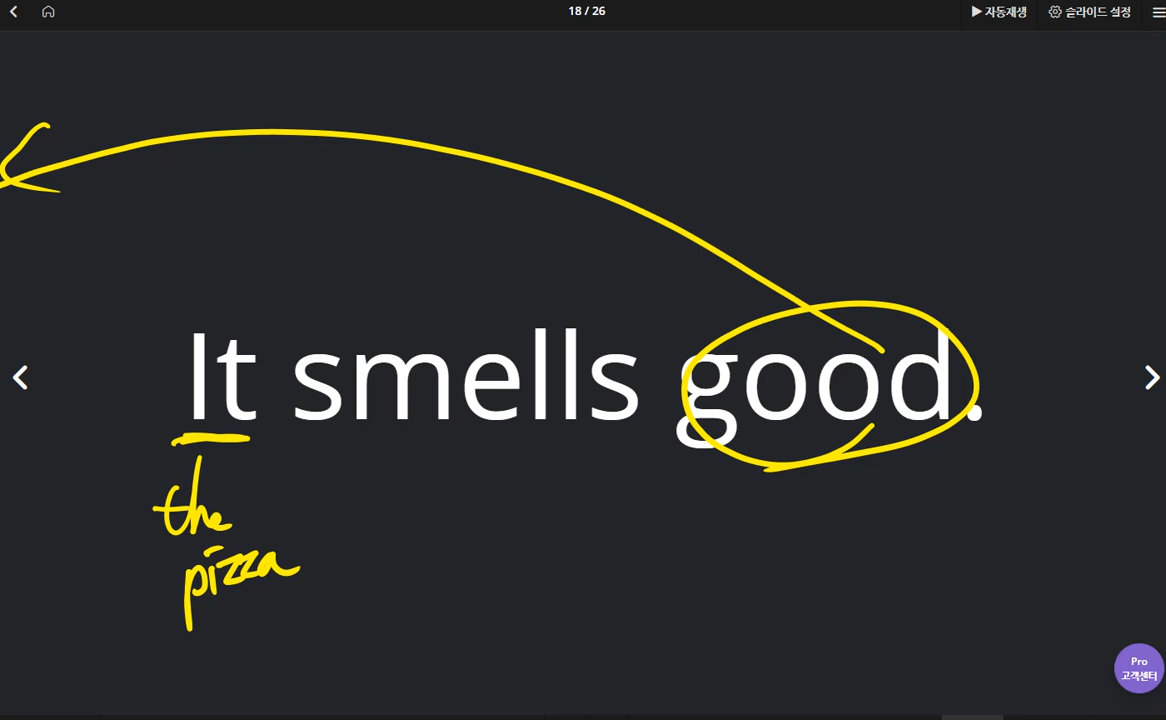 18 / 26
자동재생
슬라이드 설정
It smells good.
the
pizza
Pro
고객센터